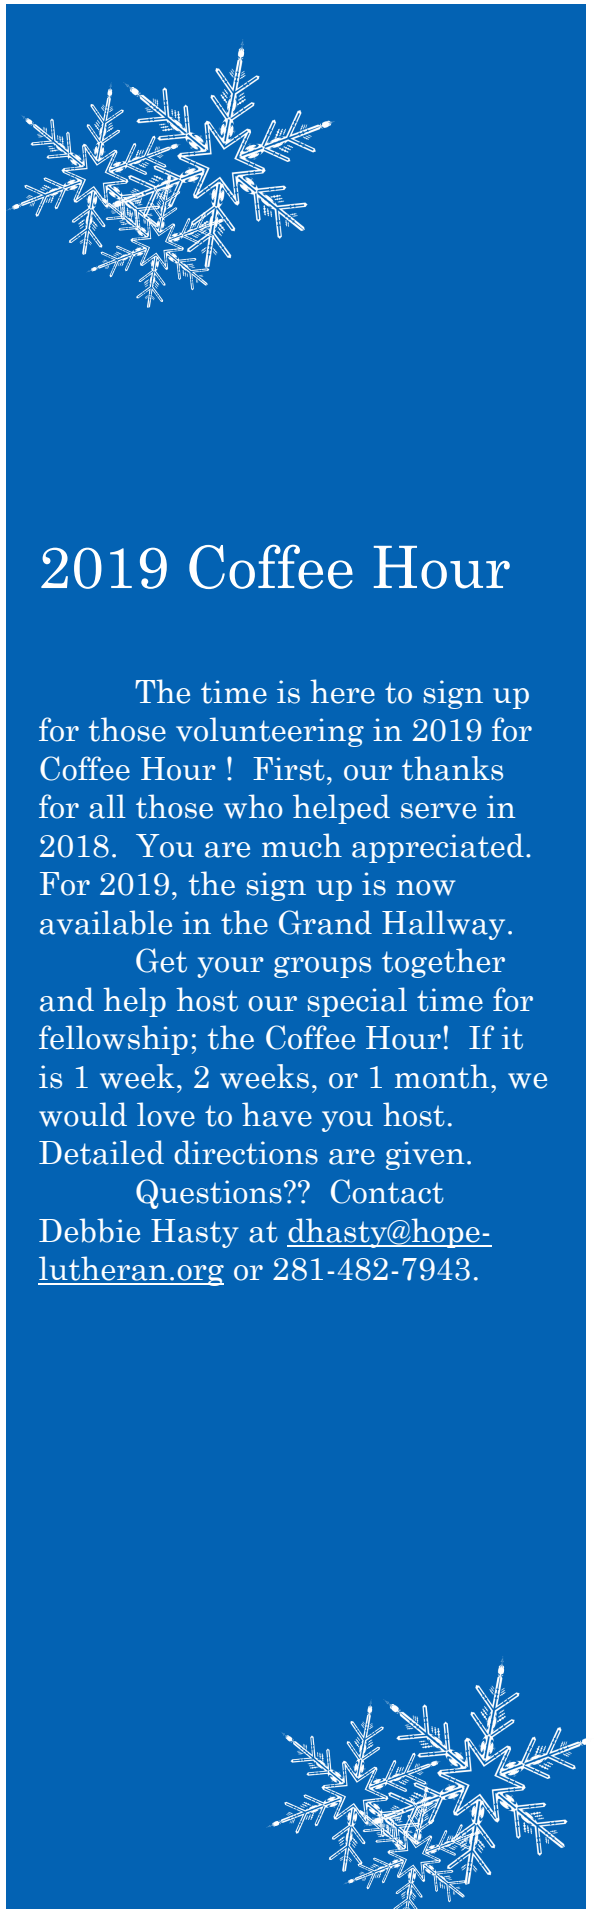 2019 Coffee Hour
The time is here to sign up
for those volunteering in 2019 for
Coffee Hour !  First, our thanks
for all those who helped serve in
2018.  You are much appreciated.
For 2019, the sign up is now
available in the Grand Hallway.
Get your groups together
and help host our special time for
fellowship; the Coffee Hour!  If it
is 1 week, 2 weeks, or 1 month, we
would love to have you host.
Detailed directions are given.
Questions??  Contact
Debbie Hasty at dhasty@hope-
lutheran.org or 281-482-7943.